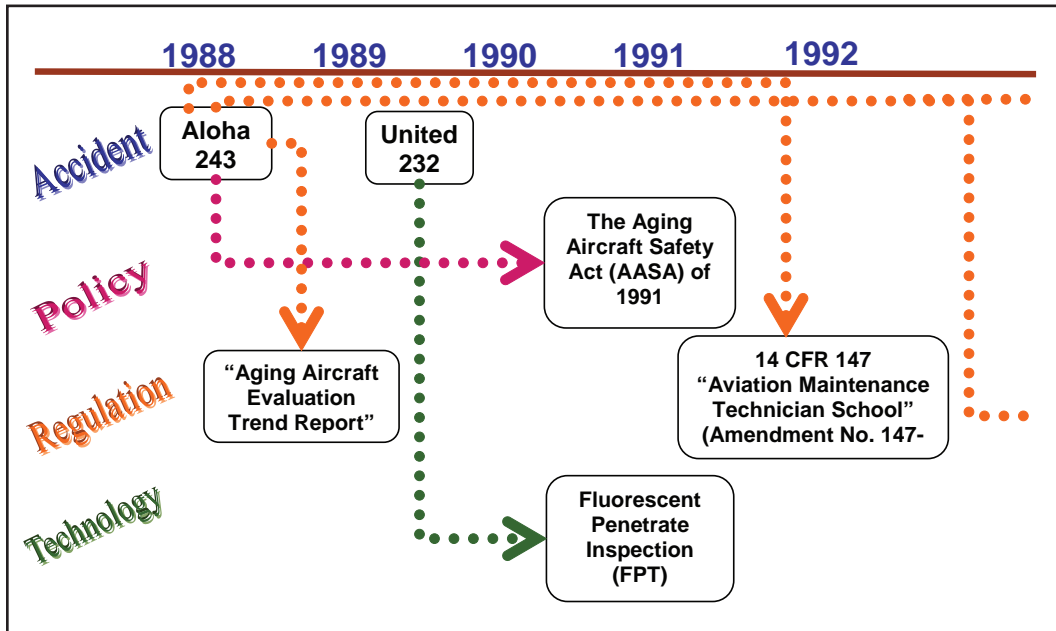 1988 1989 1990 1991 1992
Accident
Aloha
243
United
232
Policy
The Aging
Aircraft Safety
Act (AASA) of
1991
Regulation
“Aging Aircraft
Evaluation
Trend Report”
14 CFR 147
“Aviation Maintenance
Technician School”
(Amendment No. 147-
Technology
Fluorescent
Penetrate
Inspection
(FPT)